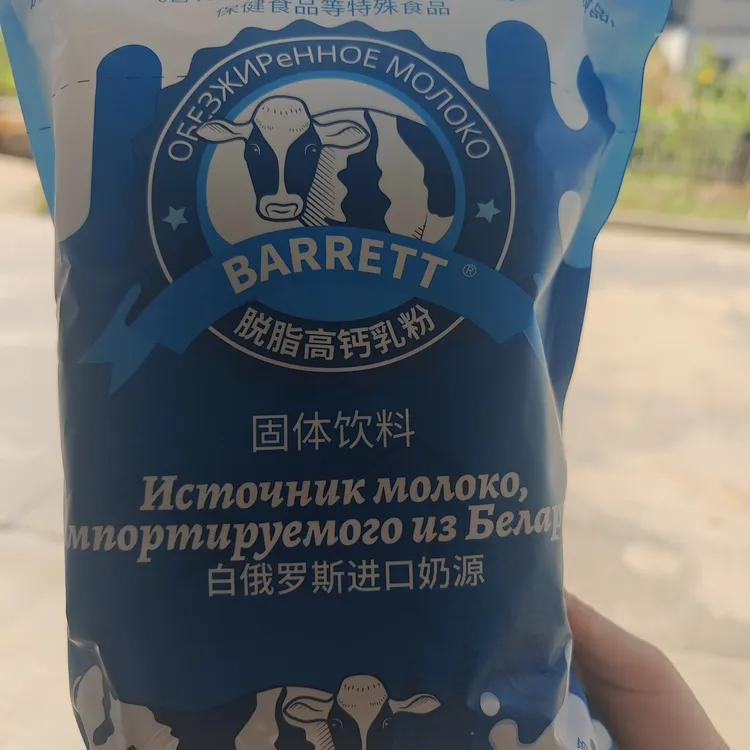 保健食品等特殊食品
ОБЕЗЖИРеННОЕ МОЛОКО
BARRETT ®
脱脂高钙乳粉
固体饮料
Источник молоко,
мпортируемого из Белар
白俄罗斯进口奶源